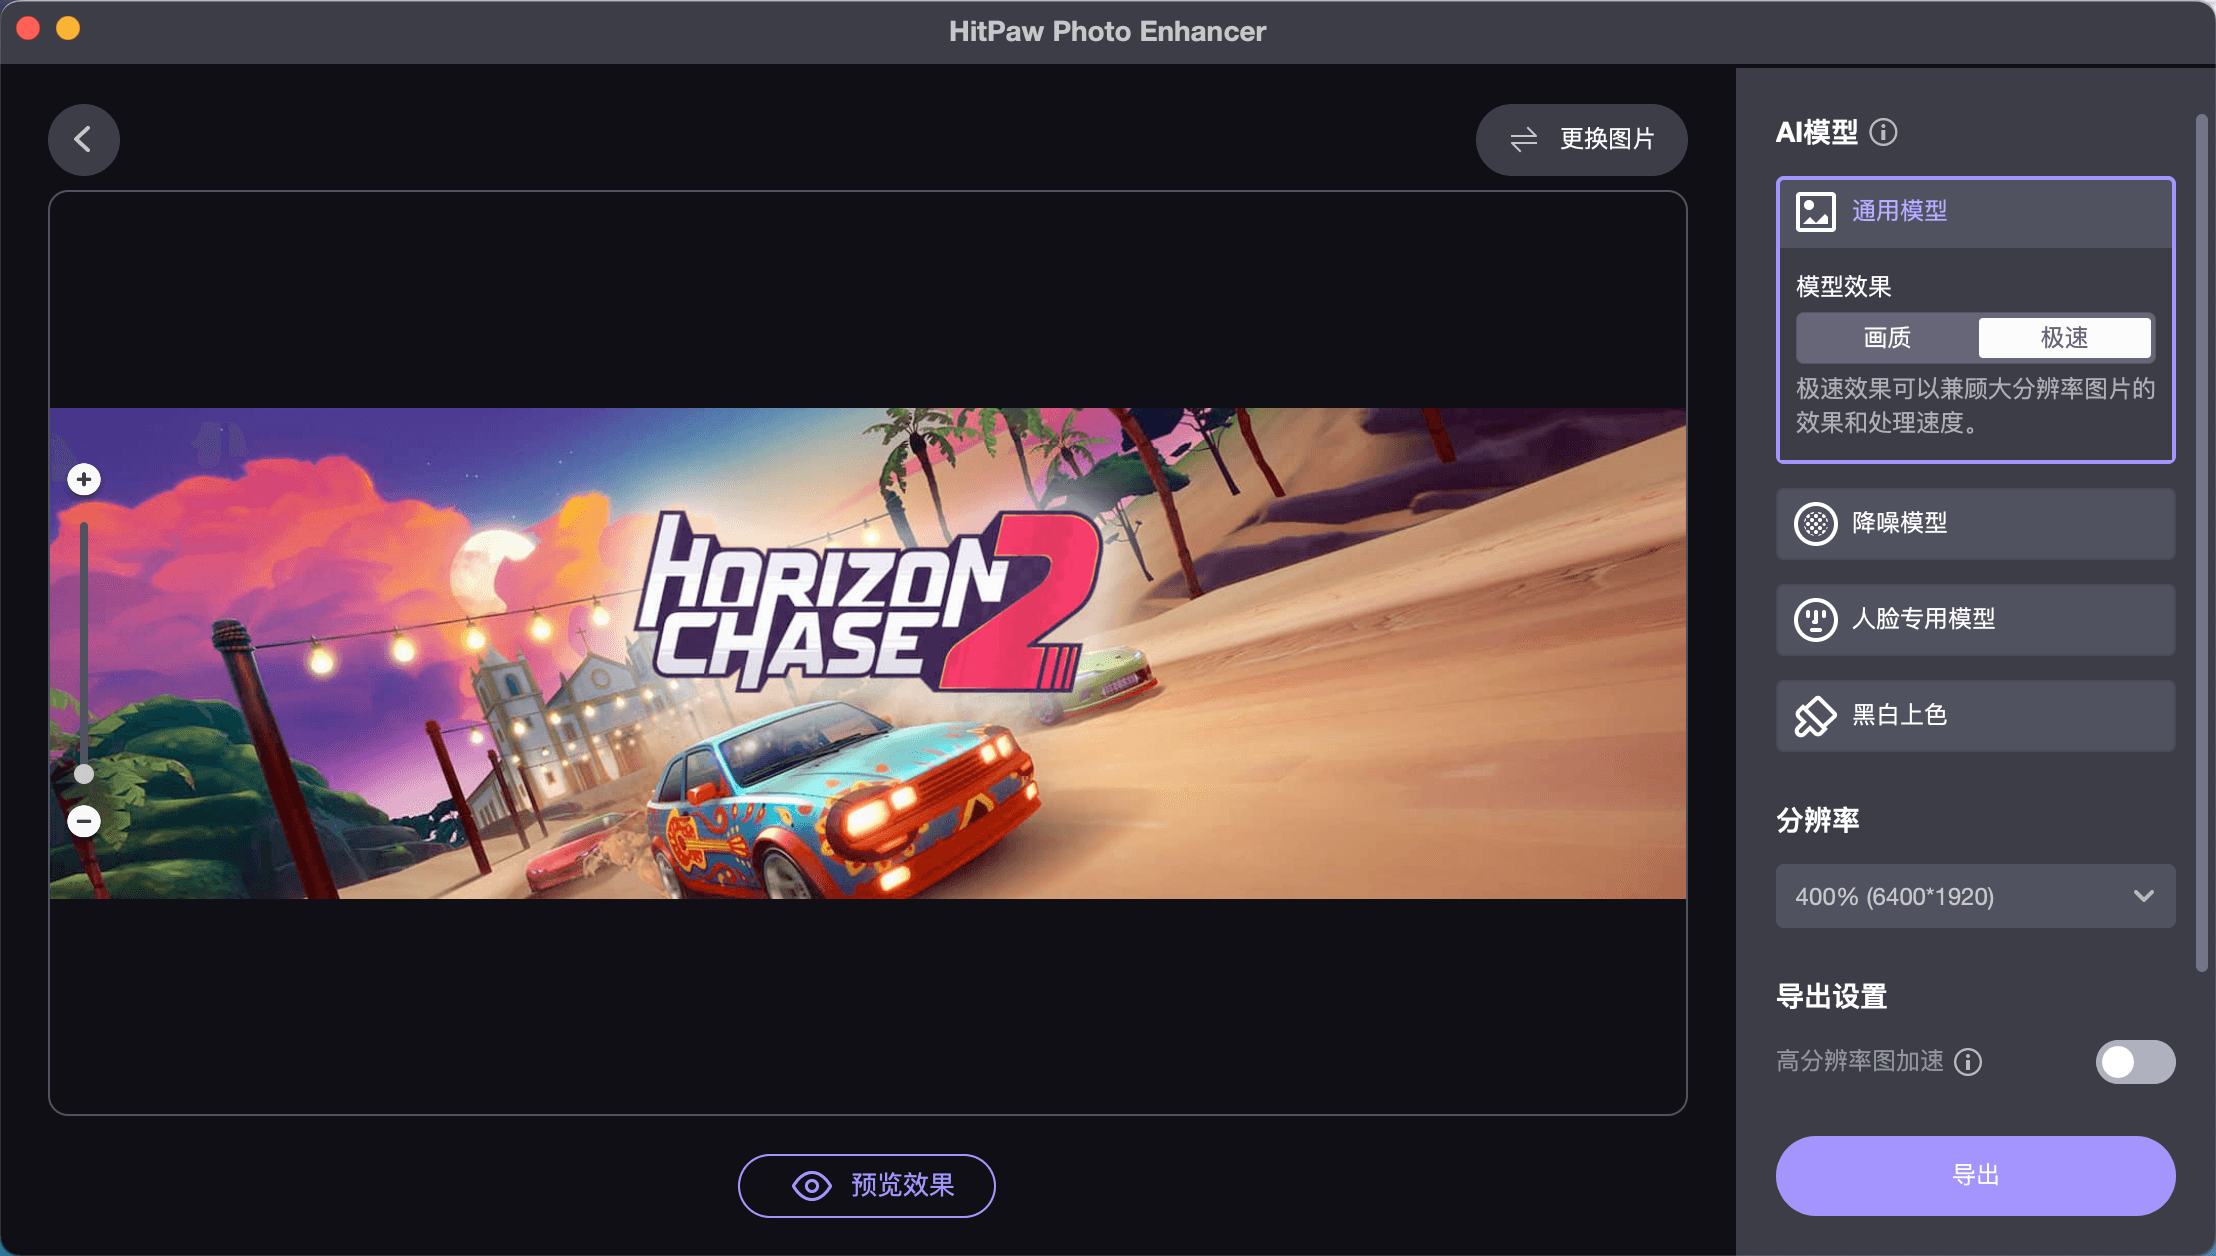 HitPaw Photo Enhancer
更换图片
HORIZON
CHASE 2
预览效果
AI模型
通用模型
模型效果
画质 极速
极速效果可以兼顾大分辨率图片的
效果和处理速度。
降噪模型
人脸专用模型
黑白上色
分辨率
400% (6400*1920)
导出设置
高分辨率图加速
导出